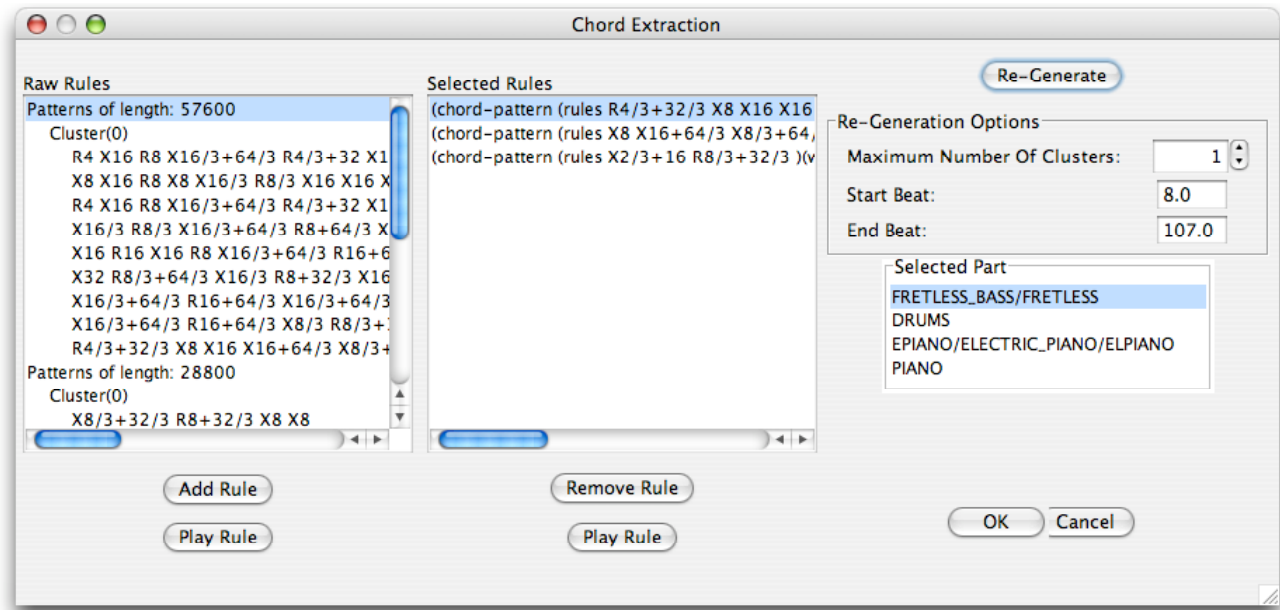 Chord Extraction
Raw Rules
Patterns of length: 57600
Cluster(0)
R4 X16 R8 X16/3+64/3 R4/3+32 X1
X8 X16 R8 X8 X16/3 R8/3 X16 X16 X
R4 X16 R8 X16/3+64/3 R4/3+32 X1
X16/3 R8/3 X16/3+64/3 R8+64/3 X
X16 R16 X16 R8 X16/3+64/3 R16+6
X32 R8/3+64/3 X16/3 R8+32/3 X16
X16/3+64/3 R16+64/3 X16/3+64/3
X16/3+64/3 R16+64/3 X8/3 R8/3+
R4/3+32/3 X8 X16 X16+64/3 X8/3+
Patterns of length: 28800
Cluster(0)
X8/3+32/3 R8+32/3 X8 X8
Add Rule
Play Rule
Selected Rules
(chord-pattern (rules R4/3+32/3 X8 X16 X16
(chord-pattern (rules X8 X16+64/3 X8/3+64/
(chord-pattern (rules X2/3+16 R8/3+32/3 )(
Remove Rule
Play Rule
Re-Generate
Re-Generation Options
Maximum Number Of Clusters: 1
Start Beat: 8.0
End Beat: 107.0
Selected Part
FRETLESS_BASS/FRETLESS
DRUMS
EPIANO/ELECTRIC_PIANO/ELPIANO
PIANO
OK Cancel